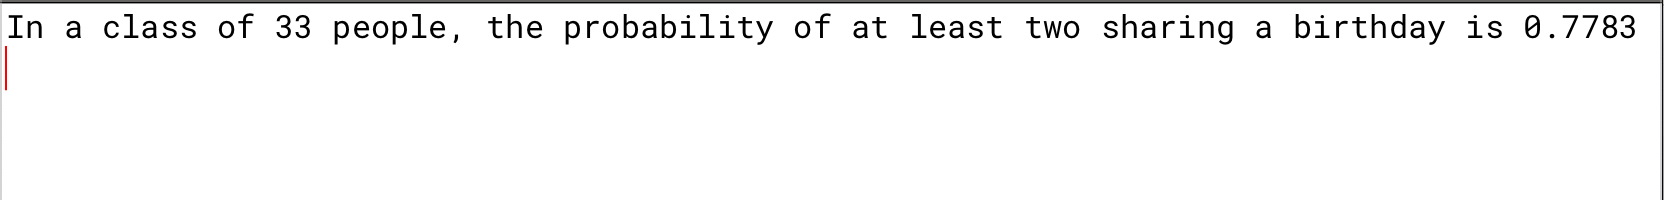 In a class of 33 people, the probability of at least two sharing a birthday is 0.7783